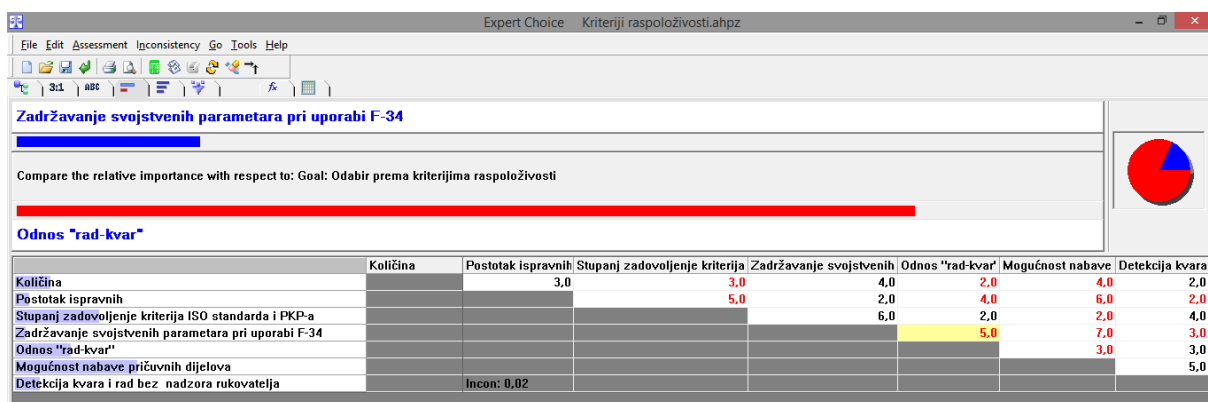 Expert Choice Kriteriji raspoloživosti.ahpz
File Edit Assessment Inconsistency Go Tools Help
3:1 ABC fx
Zadržavanje svojstvenih parametara pri uporabi F-34
Compare the relative importance with respect to: Goal: Odabir prema kriterijima raspoloživosti
Odnos "rad-kvar"
Količina Postotak ispravnih Stupanj zadovoljenje kriterija Zadržavanje svojstvenih Odnos "rad-kvar' Mogućnost nabave Detekcija kvara
Količina 3,0 3,0 4,0 2,0 4,0 2,0
Postotak ispravnih 5,0 2,0 4,0 6,0 2,0
Stupanj zadovoljenje kriterija ISO standarda i PKP-a 6,0 2,0 2,0 4,0
Zadržavanje svojstvenih parametara pri uporabi F-34 5,0 7,0 3,0
Odnos "rad-kvar" 3,0 3,0
Mogućnost nabave pričuvnih dijelova 5,0
Detekcija kvara i rad bez nadzora rukovatelja Incon: 0,02